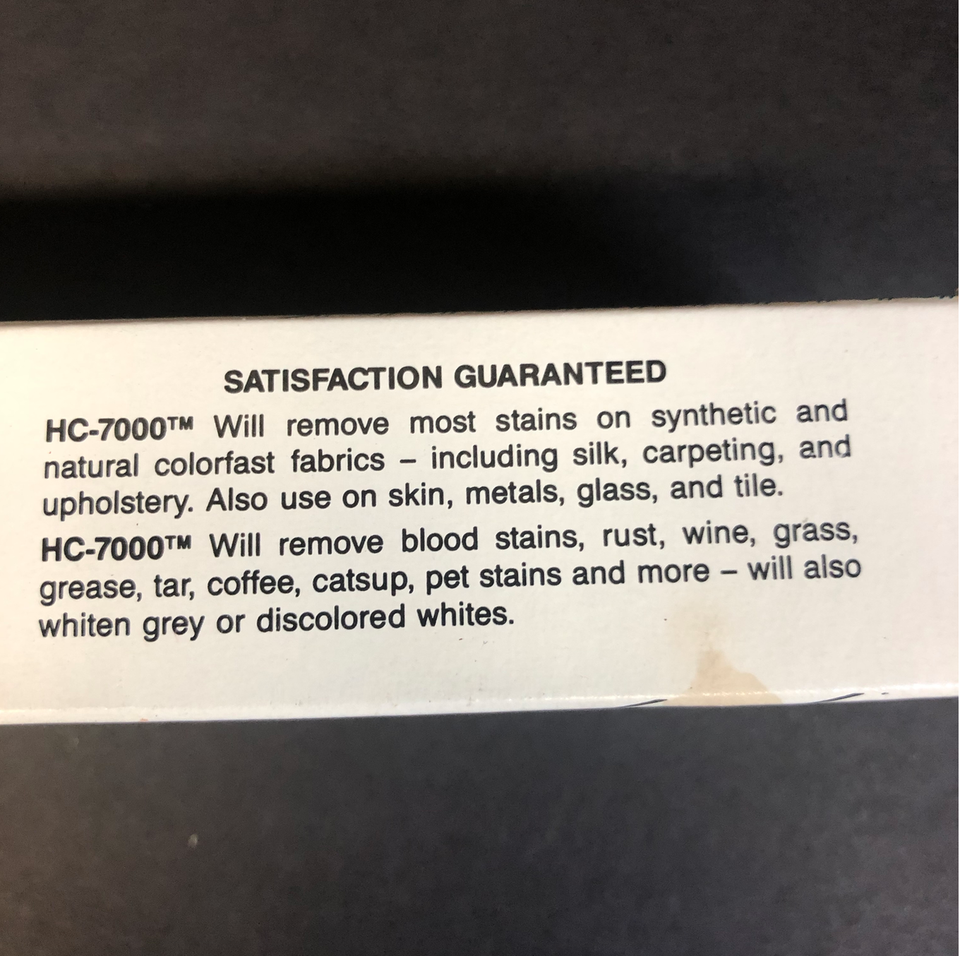 SATISFACTION GUARANTEED
HC-7000™ Will remove most stains on synthetic and
natural colorfast fabrics – including silk, carpeting, and
upholstery. Also use on skin, metals, glass, and tile.
HC-7000™ Will remove blood stains, rust, wine, grass,
grease, tar, coffee, catsup, pet stains and more – will also
whiten grey or discolored whites.